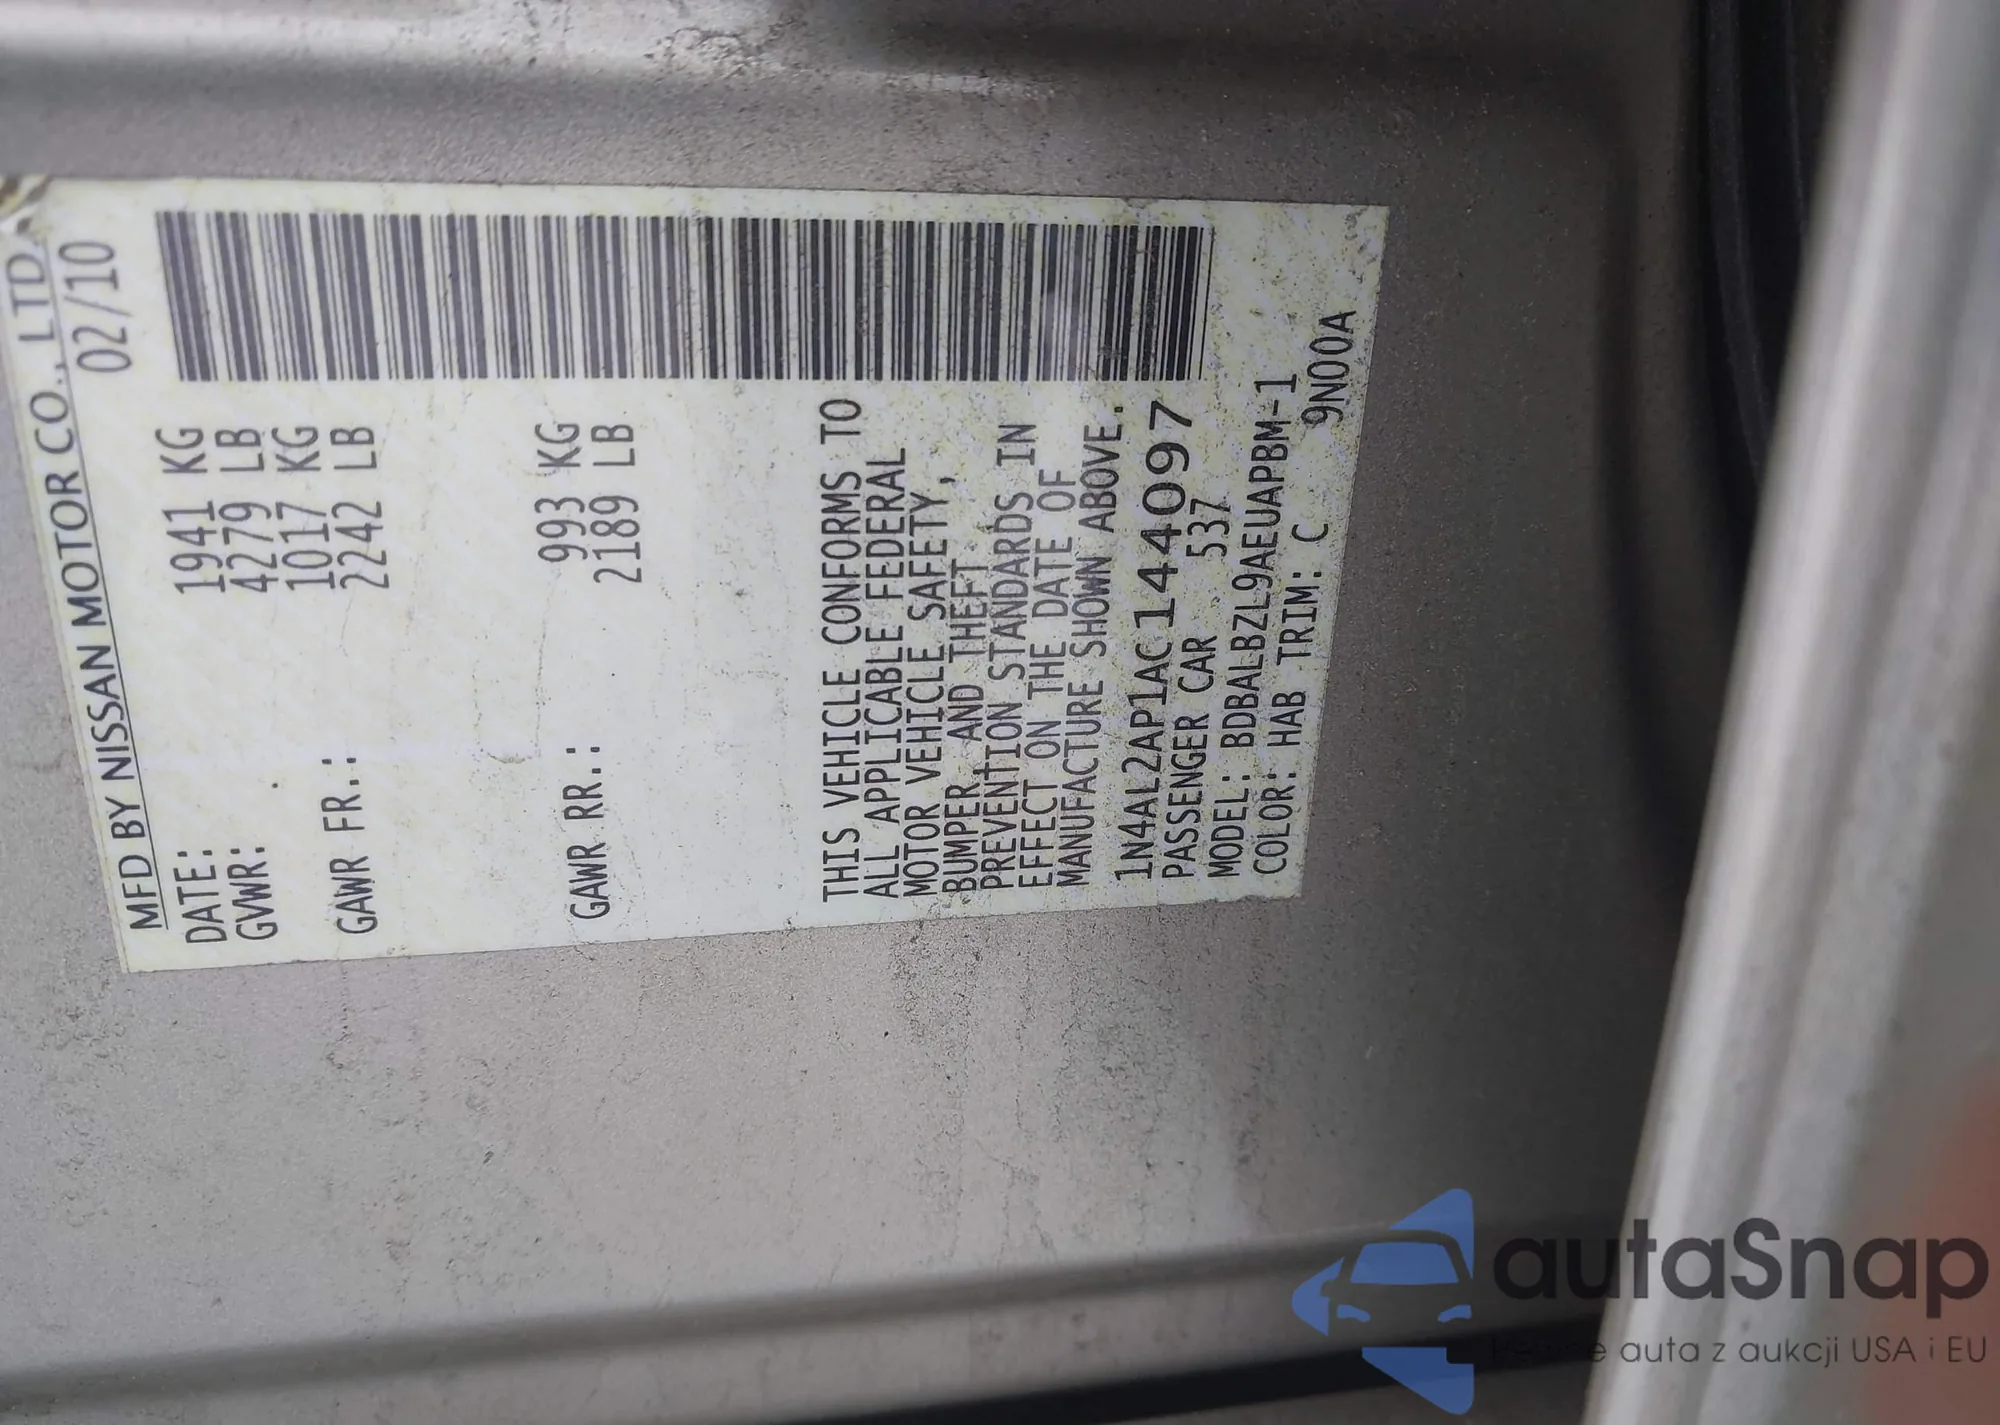 MFD BY NISSAN MOTOR CO., LTD.
DATE: 02/10
GVWR: 1941 KG
4279 LB
GAWR FR.: 1017 KG
2242 LB
GAWR RR.: 993 KG
2189 LB
THIS VEHICLE CONFORMS TO
ALL APPLICABLE FEDERAL
MOTOR VEHICLE SAFETY,
BUMPER, AND THEFT
PREVENTION STANDARDS IN
EFFECT ON THE DATE OF
MANUFACTURE SHOWN ABOVE.
1N4AL2AP1AC144097
PASSENGER CAR 537
MODEL: BDBALBZL9AEUAPBM-1
COLOR: HAB TRIM: C
9N00A
autaSnap
auta z aukcji USA i EU